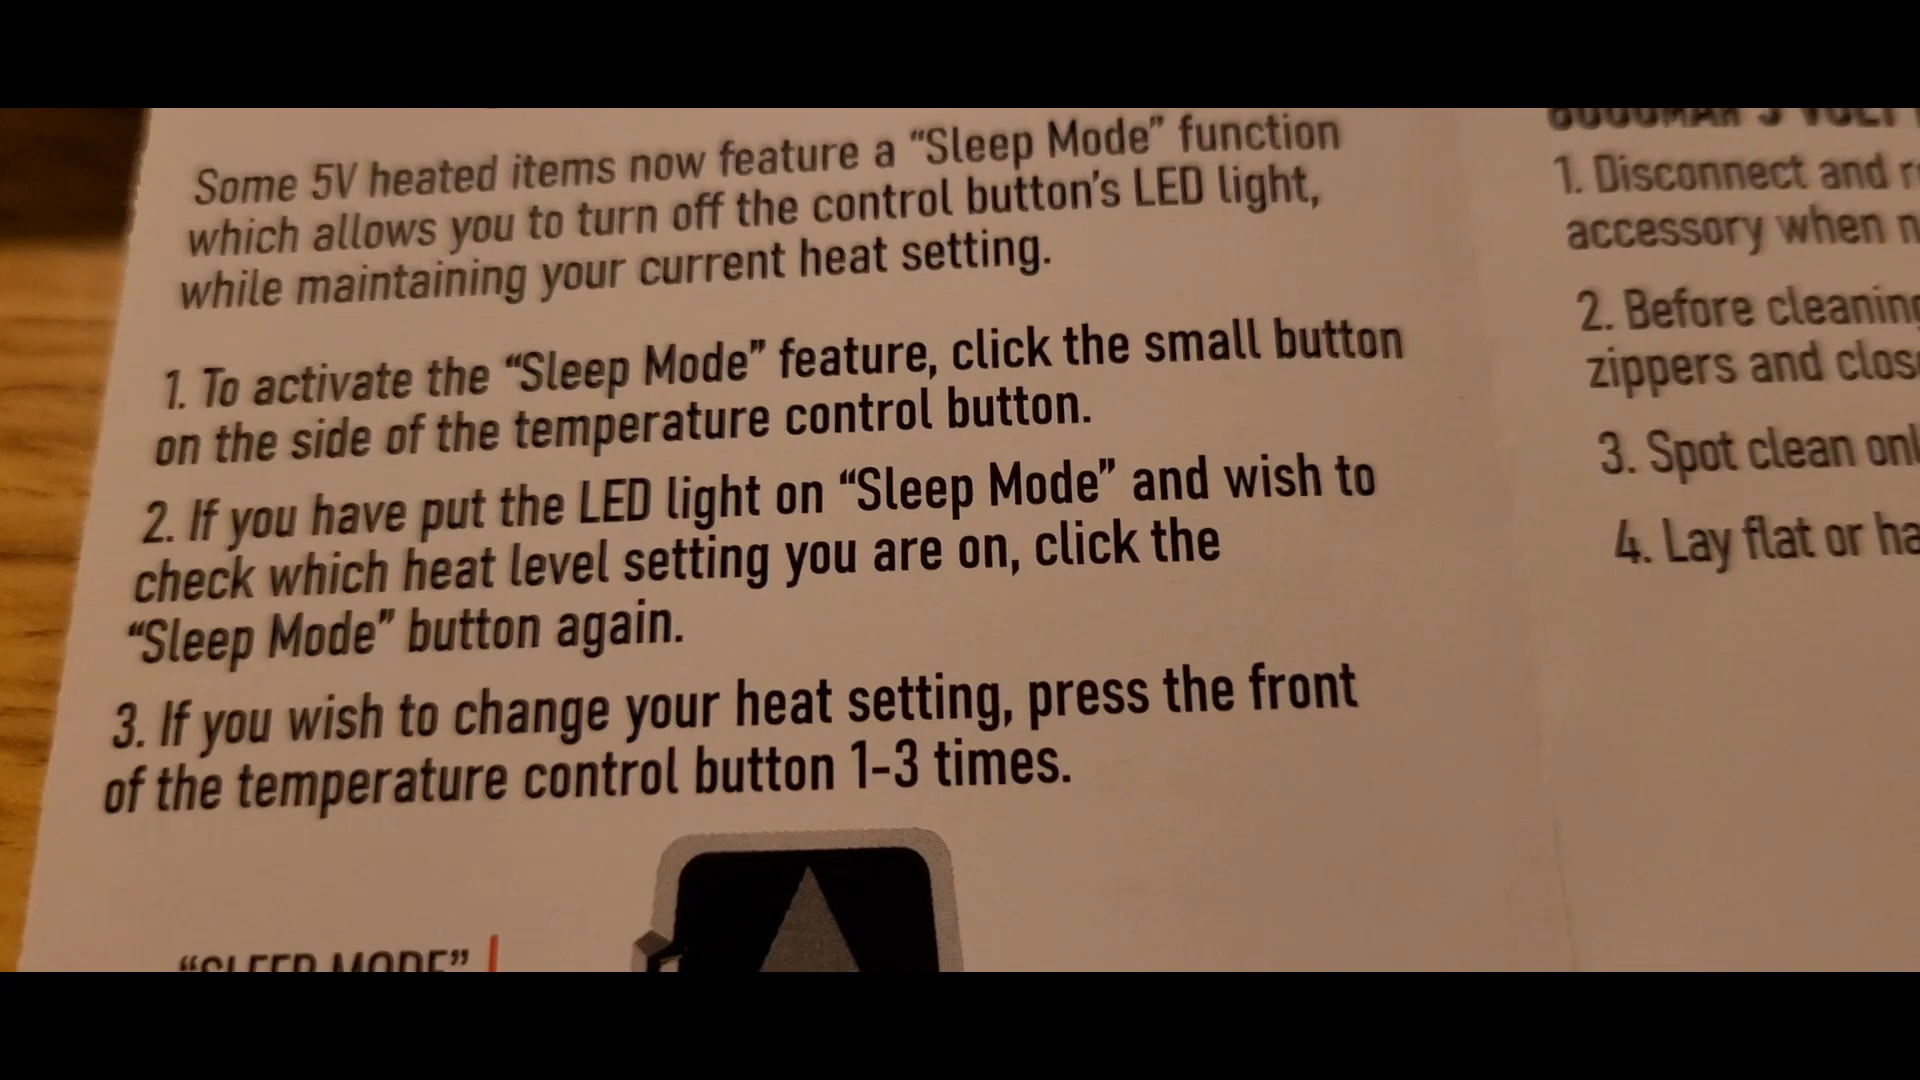 Some 5V heated items now feature a “Sleep Mode” function
which allows you to turn off the control button’s LED light,
while maintaining your current heat setting.
1. To activate the “Sleep Mode” feature, click the small button
on the side of the temperature control button.
2. If you have put the LED light on “Sleep Mode” and wish to
check which heat level setting you are on, click the
“Sleep Mode” button again.
3. If you wish to change your heat setting, press the front
of the temperature control button 1-3 times.
“SLEEP MODE”
5 VOLT
1. Disconnect and
accessory when
2. Before cleaning
zippers and
3. Spot clean
4. Lay flat or